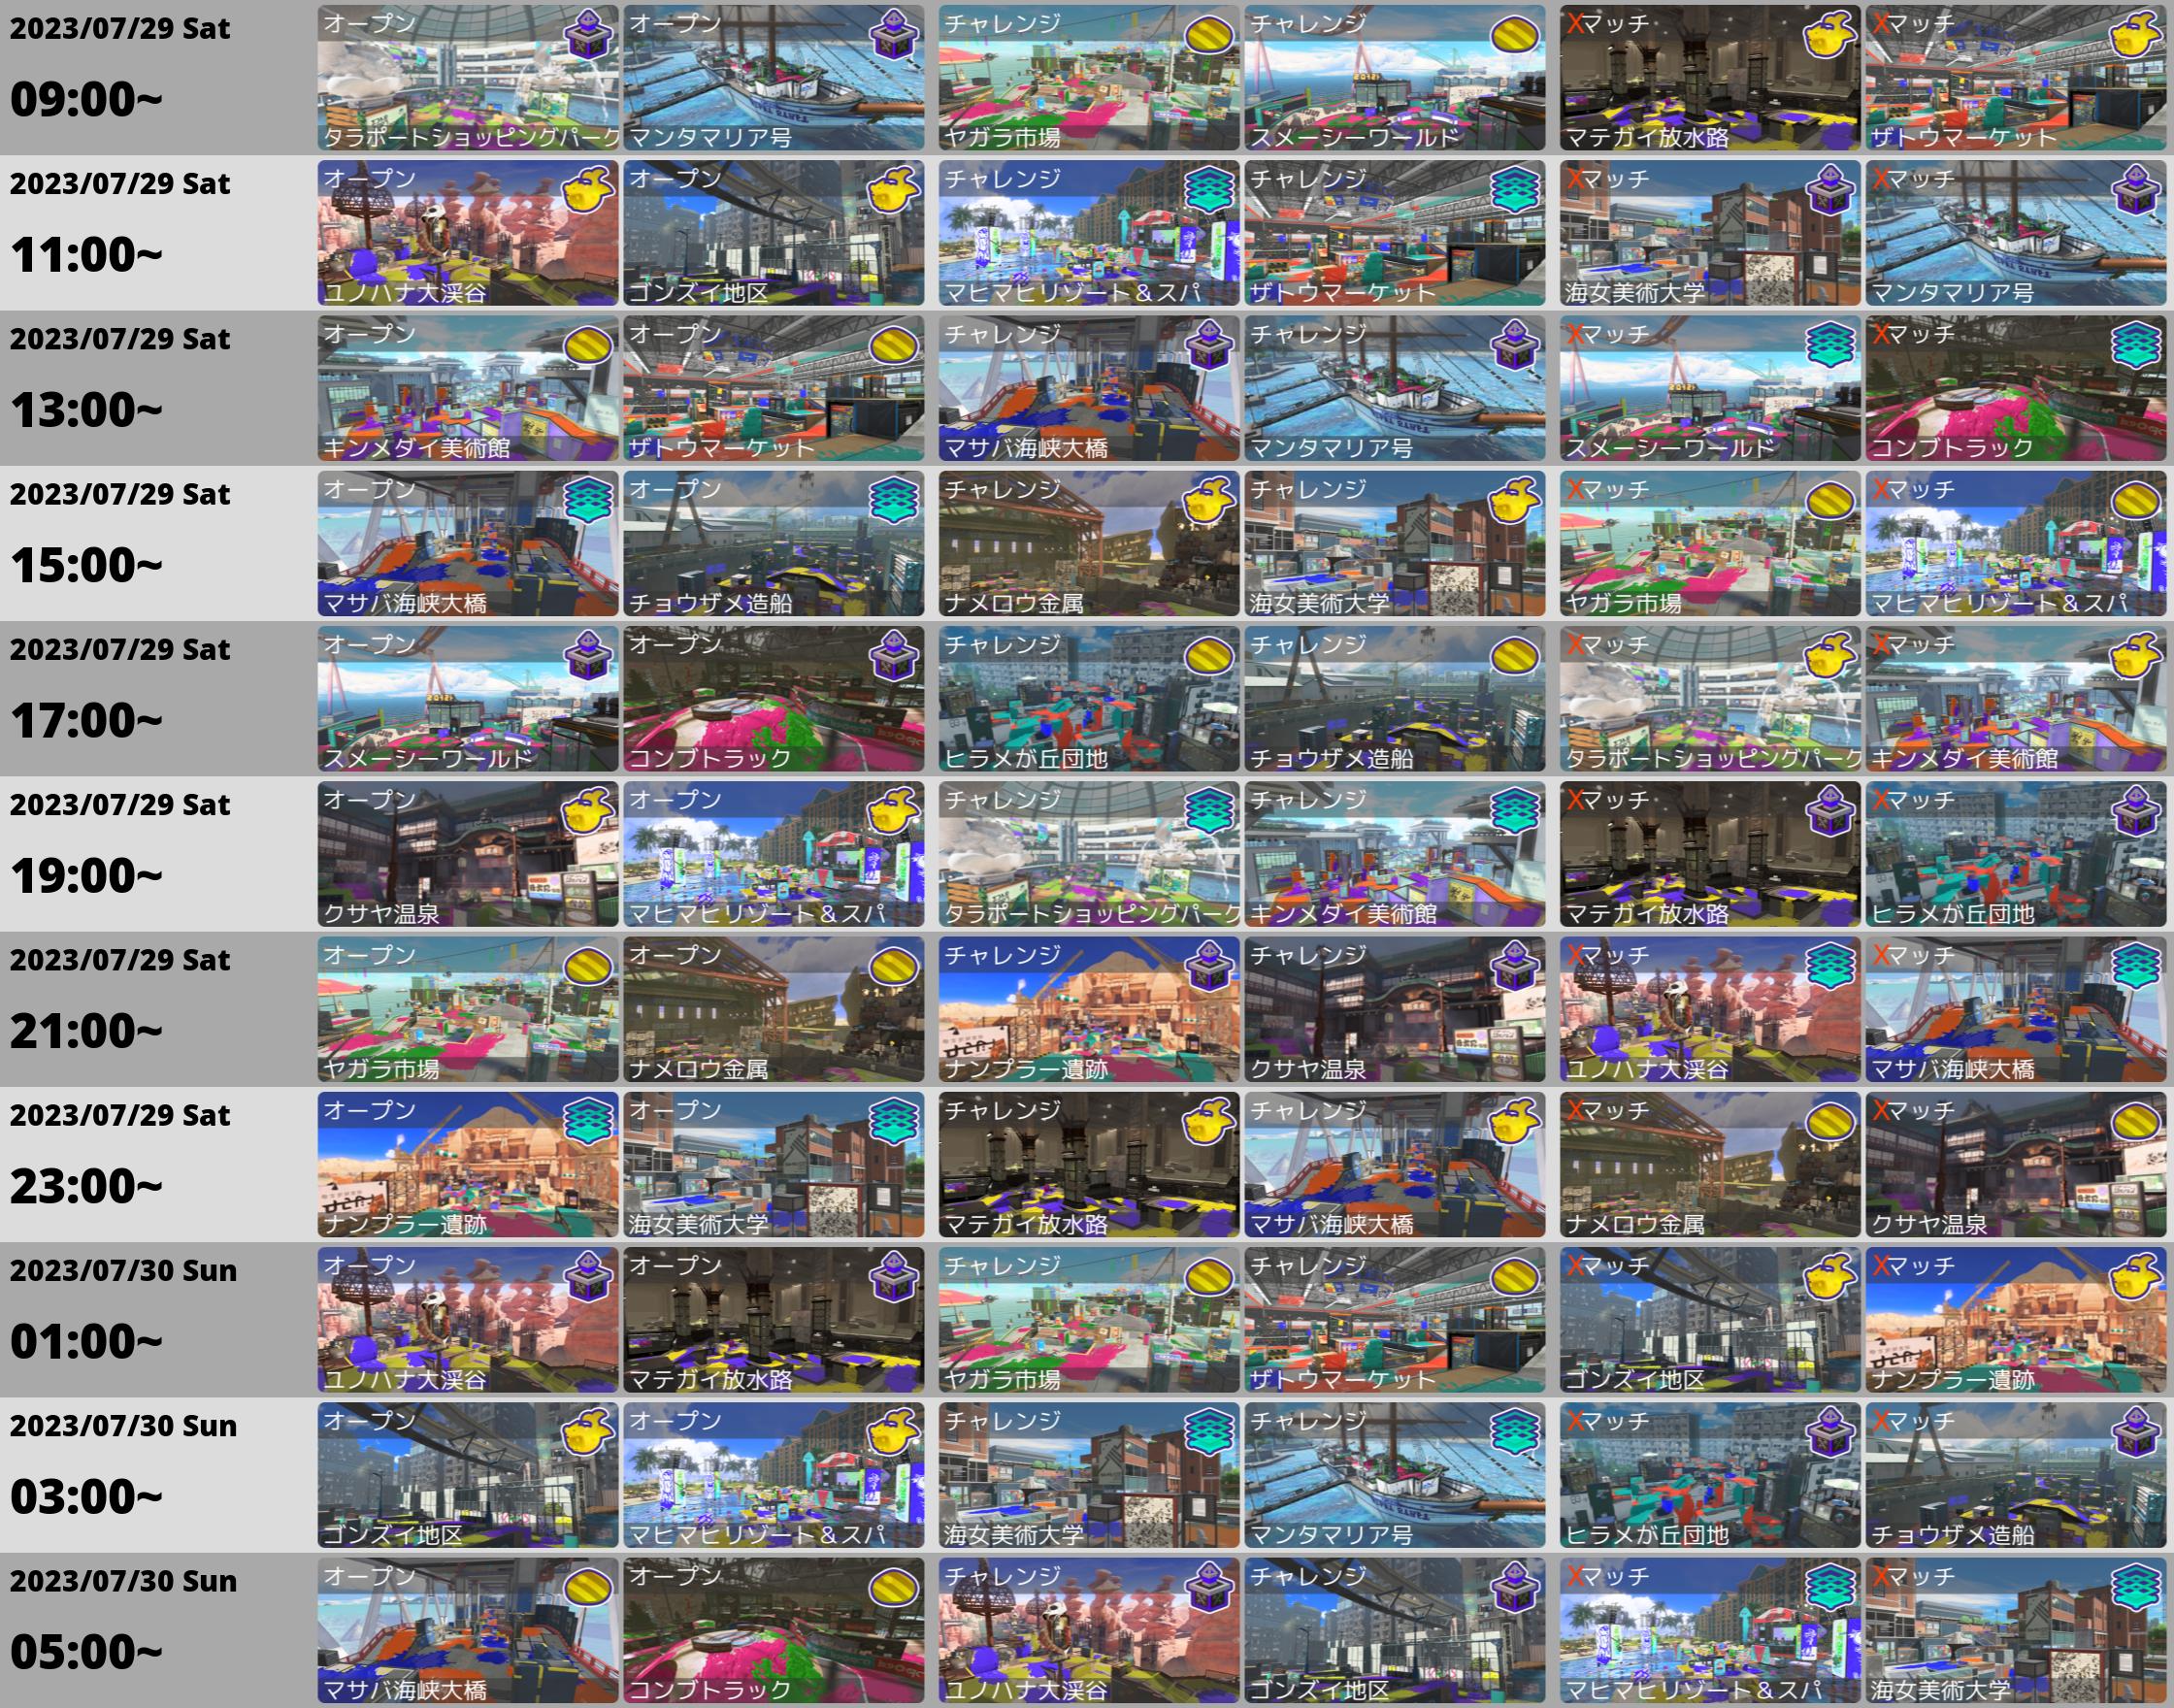 2023/07/29 Sat
09:00~
オープン オープン チャレンジ チャレンジ Xマッチ Xマッチ
タラポートショッピングパーク マンタマリア号 ヤガラ市場 スメーシーワールド マテガイ放水路 ザトウマーケット
2023/07/29 Sat
11:00~
オープン オープン チャレンジ チャレンジ Xマッチ Xマッチ
ユノハナ大渓谷 ゴンズイ地区 マヒマヒリゾート＆スパ ザトウマーケット 海女美術大学 マンタマリア号
2023/07/29 Sat
13:00~
オープン オープン チャレンジ チャレンジ Xマッチ Xマッチ
キンメダイ美術館 ザトウマーケット マサバ海峡大橋 マンタマリア号 スメーシーワールド コンブトラック
2023/07/29 Sat
15:00~
オープン オープン チャレンジ チャレンジ Xマッチ Xマッチ
マサバ海峡大橋 チョウザメ造船 ナメロウ金属 海女美術大学 ヤガラ市場 マヒマヒリゾート＆スパ
2023/07/29 Sat
17:00~
オープン オープン チャレンジ チャレンジ Xマッチ Xマッチ
スメーシーワールド コンブトラック ヒラメが丘団地 チョウザメ造船 タラポートショッピングパーク キンメダイ美術館
2023/07/29 Sat
19:00~
オープン オープン チャレンジ チャレンジ Xマッチ Xマッチ
クサヤ温泉 マヒマヒリゾート＆スパ タラポートショッピングパーク キンメダイ美術館 マテガイ放水路 ヒラメが丘団地
2023/07/29 Sat
21:00~
オープン オープン チャレンジ チャレンジ Xマッチ Xマッチ
ヤガラ市場 ナメロウ金属 ナンプラー遺跡 クサヤ温泉 ユノハナ大渓谷 マサバ海峡大橋
2023/07/29 Sat
23:00~
オープン オープン チャレンジ チャレンジ Xマッチ Xマッチ
ナンプラー遺跡 海女美術大学 マテガイ放水路 マサバ海峡大橋 ナメロウ金属 クサヤ温泉
2023/07/30 Sun
01:00~
オープン オープン チャレンジ チャレンジ Xマッチ Xマッチ
ユノハナ大渓谷 マテガイ放水路 ヤガラ市場 ザトウマーケット ゴンズイ地区 ナンプラー遺跡
2023/07/30 Sun
03:00~
オープン オープン チャレンジ チャレンジ Xマッチ Xマッチ
ゴンズイ地区 マヒマヒリゾート＆スパ 海女美術大学 マンタマリア号 ヒラメが丘団地 チョウザメ造船
2023/07/30 Sun
05:00~
オープン オープン チャレンジ チャレンジ Xマッチ Xマッチ
マサバ海峡大橋 コンブトラック ユノハナ大渓谷 ゴンズイ地区 マヒマヒリゾート＆スパ 海女美術大学